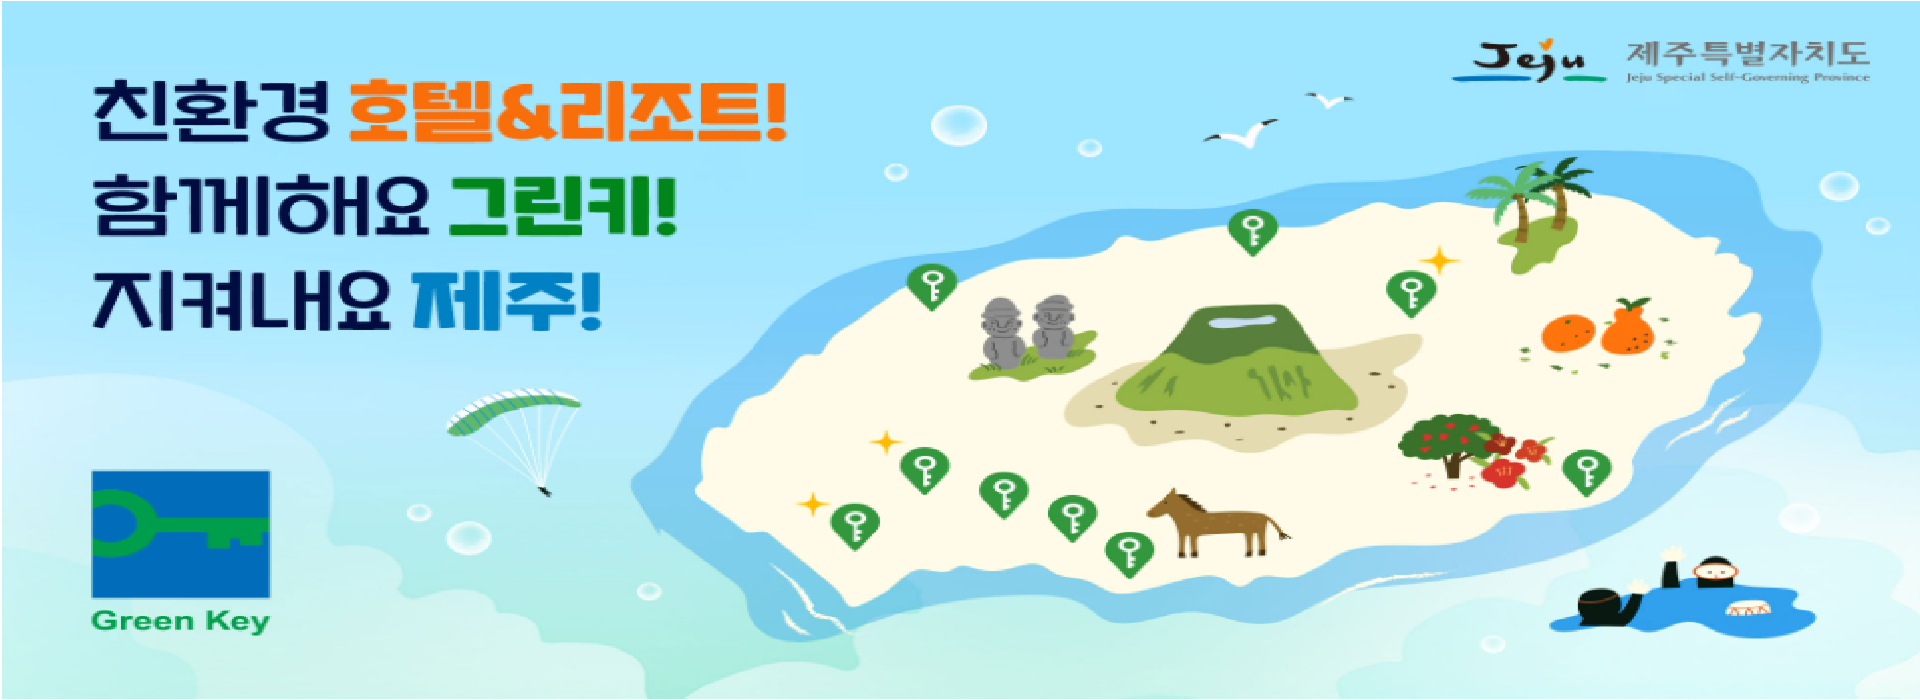 친환경 호텔&리조트!
함께해요 그린키!
지켜내요 제주!
Jeju
제주특별자치도
Jeju Special Self-Governing Province
Green Key